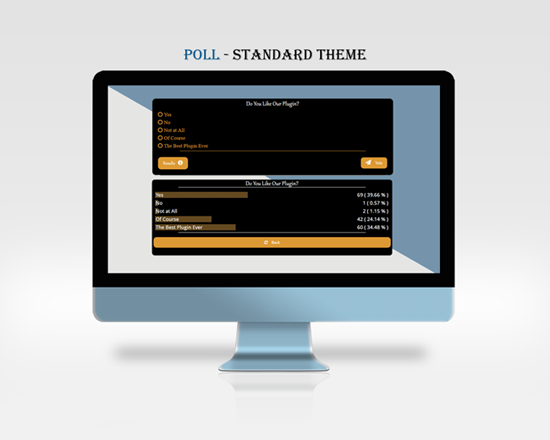 POLL - STANDARD THEME
Do You Like Our Plugin?
Yes
No
Not at All
Of Course
The Best Plugin Ever
Results
Vote
Do You Like Our Plugin?
Yes 69 ( 39.66 % )
No 1 ( 0.57 % )
Not at All 2 ( 1.15 % )
Of Course 42 ( 24.14 % )
The Best Plugin Ever 60 ( 34.48 % )
Back